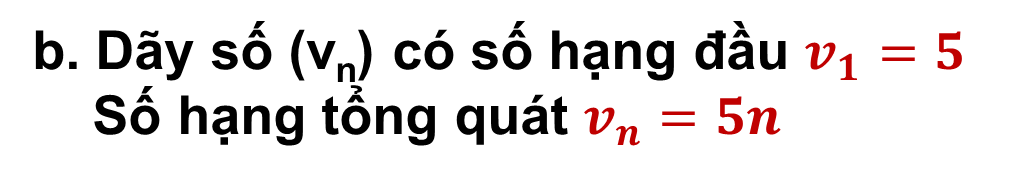 b. Dãy số (vₙ) có số hạng đầu 𝒗₁ = 5
Số hạng tổng quát 𝒗ₙ = 5𝒏